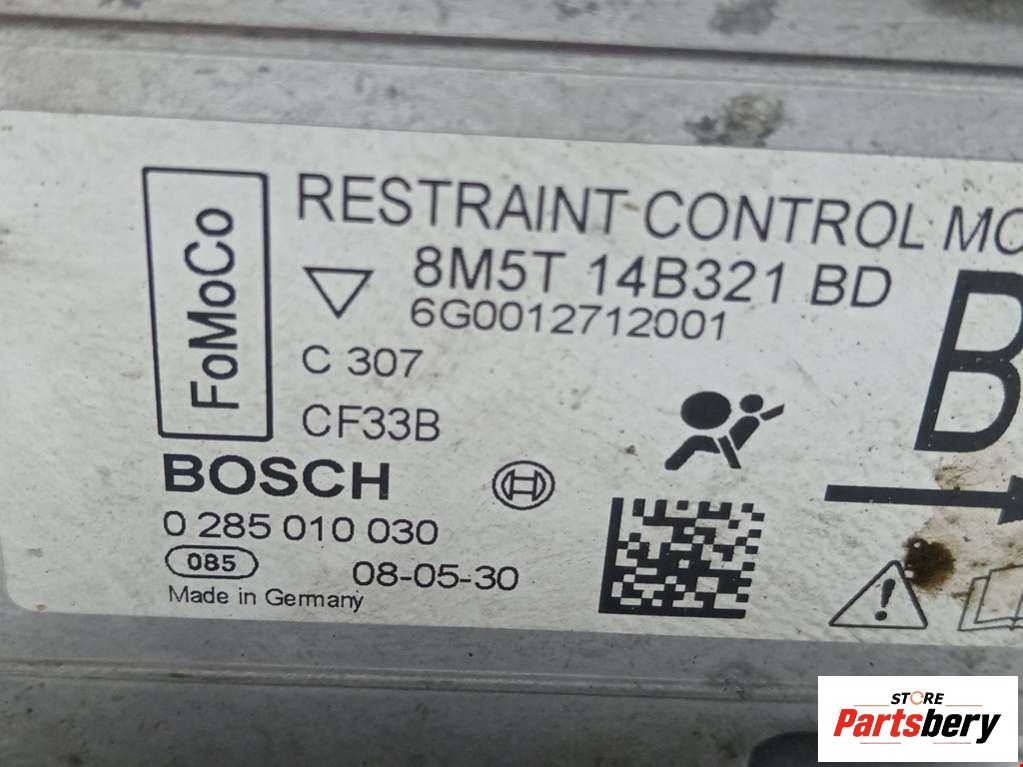 FoMoCo
RESTRAINT CONTROL MO
8M5T 14B321 BD
6G0012712001
C 307
CF33B
B
BOSCH
0 285 010 030
085
08-05-30
Made in Germany
STORE
Partsbery